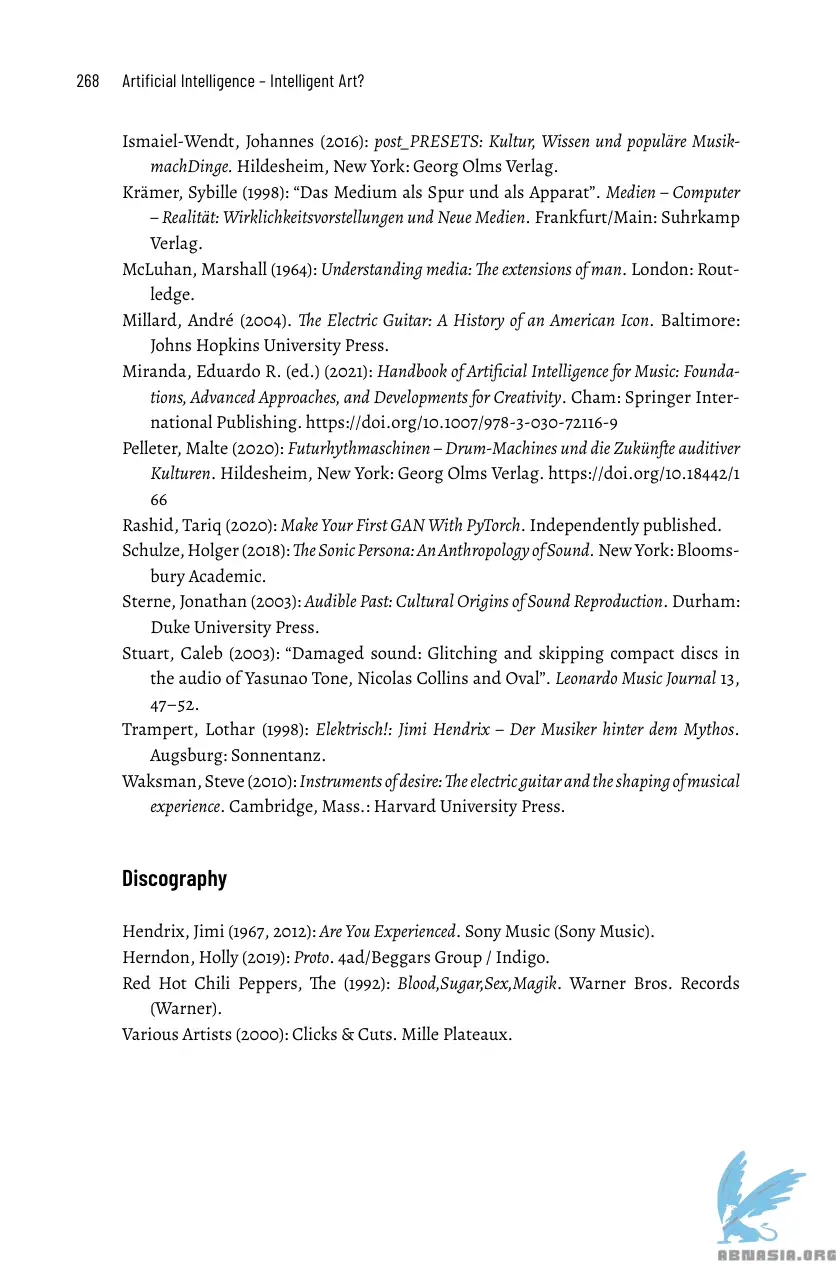 268 Artificial Intelligence – Intelligent Art?
Ismaiel-Wendt, Johannes (2016): post_PRESETS: Kultur, Wissen und populäre Musik-
machDinge. Hildesheim, New York: Georg Olms Verlag.
Krämer, Sybille (1998): “Das Medium als Spur und als Apparat”. Medien – Computer
– Realität: Wirklichkeitsvorstellungen und Neue Medien. Frankfurt/Main: Suhrkamp
Verlag.
McLuhan, Marshall (1964): Understanding media: The extensions of man. London: Rout-
ledge.
Millard, André (2004). The Electric Guitar: A History of an American Icon. Baltimore:
Johns Hopkins University Press.
Miranda, Eduardo R. (ed.) (2021): Handbook of Artificial Intelligence for Music: Founda-
tions, Advanced Approaches, and Developments for Creativity. Cham: Springer Inter-
national Publishing. https://doi.org/10.1007/978-3-030-72116-9
Pelleter, Malte (2020): Futurhythmaschinen – Drum-Machines und die Zukünfte auditiver
Kulturen. Hildesheim, New York: Georg Olms Verlag. https://doi.org/10.18442/1
66
Rashid, Tariq (2020): Make Your First GAN With PyTorch. Independently published.
Schulze, Holger (2018): The Sonic Persona: An Anthropology of Sound. New York: Blooms-
bury Academic.
Sterne, Jonathan (2003): Audible Past: Cultural Origins of Sound Reproduction. Durham:
Duke University Press.
Stuart, Caleb (2003): “Damaged sound: Glitching and skipping compact discs in
the audio of Yasunao Tone, Nicolas Collins and Oval”. Leonardo Music Journal 13,
47–52.
Trampert, Lothar (1998): Elektrisch!: Jimi Hendrix – Der Musiker hinter dem Mythos.
Augsburg: Sonnentanz.
Waksman, Steve (2010): Instruments of desire: The electric guitar and the shaping of musical
experience. Cambridge, Mass.: Harvard University Press.
Discography
Hendrix, Jimi (1967, 2012): Are You Experienced. Sony Music (Sony Music).
Herndon, Holly (2019): Proto. 4ad/Beggars Group / Indigo.
Red Hot Chili Peppers, The (1992): Blood,Sugar,Sex,Magik. Warner Bros. Records
(Warner).
Various Artists (2000): Clicks & Cuts. Mille Plateaux.
ABNASIA.ORG